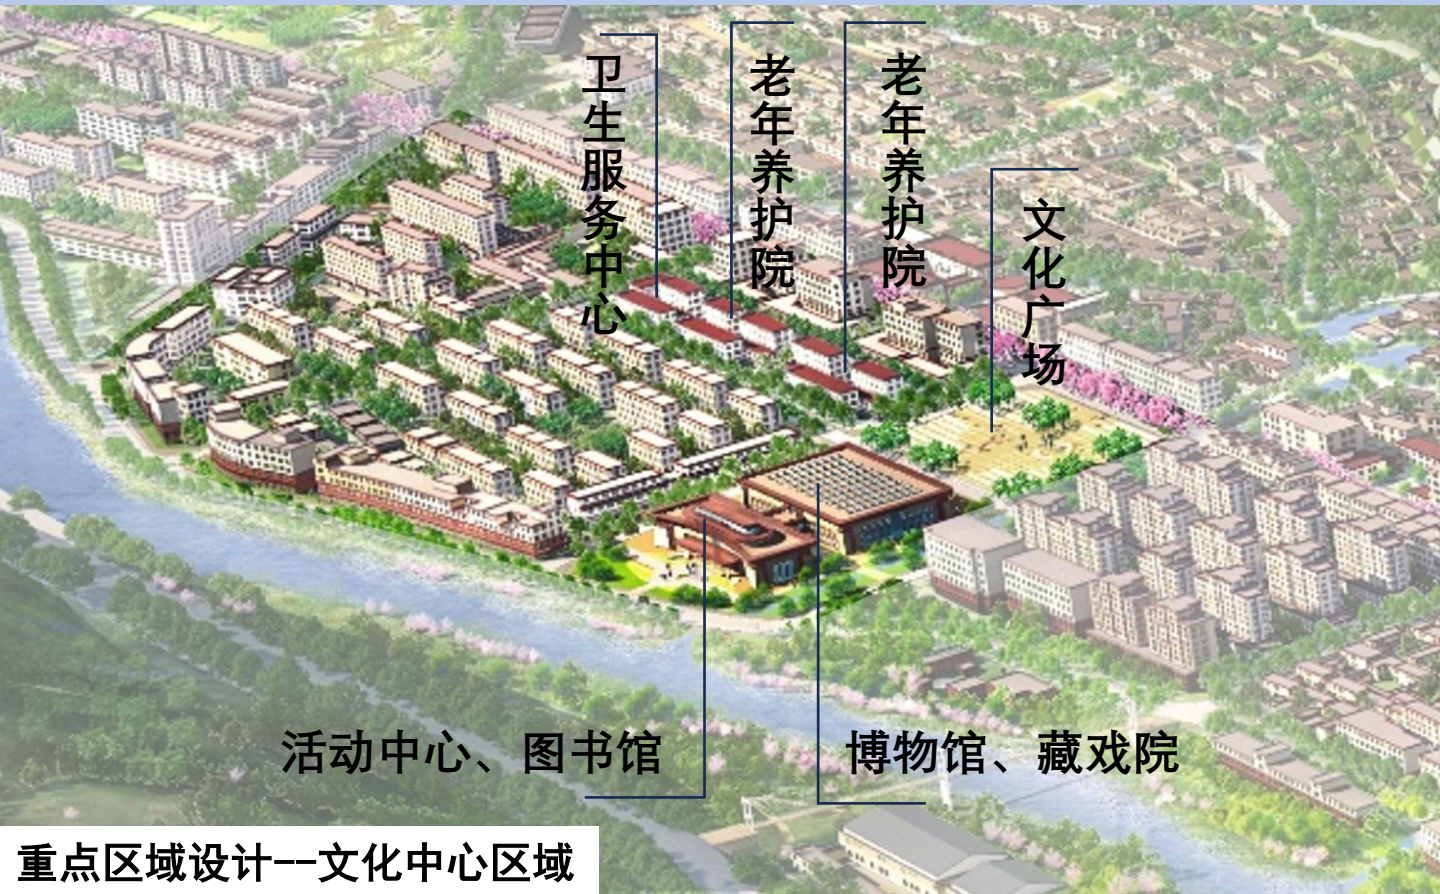 卫生服务中心
老年养护院
老年养护院
文化广场
活动中心、图书馆
博物馆、藏戏院
重点区域设计--文化中心区域